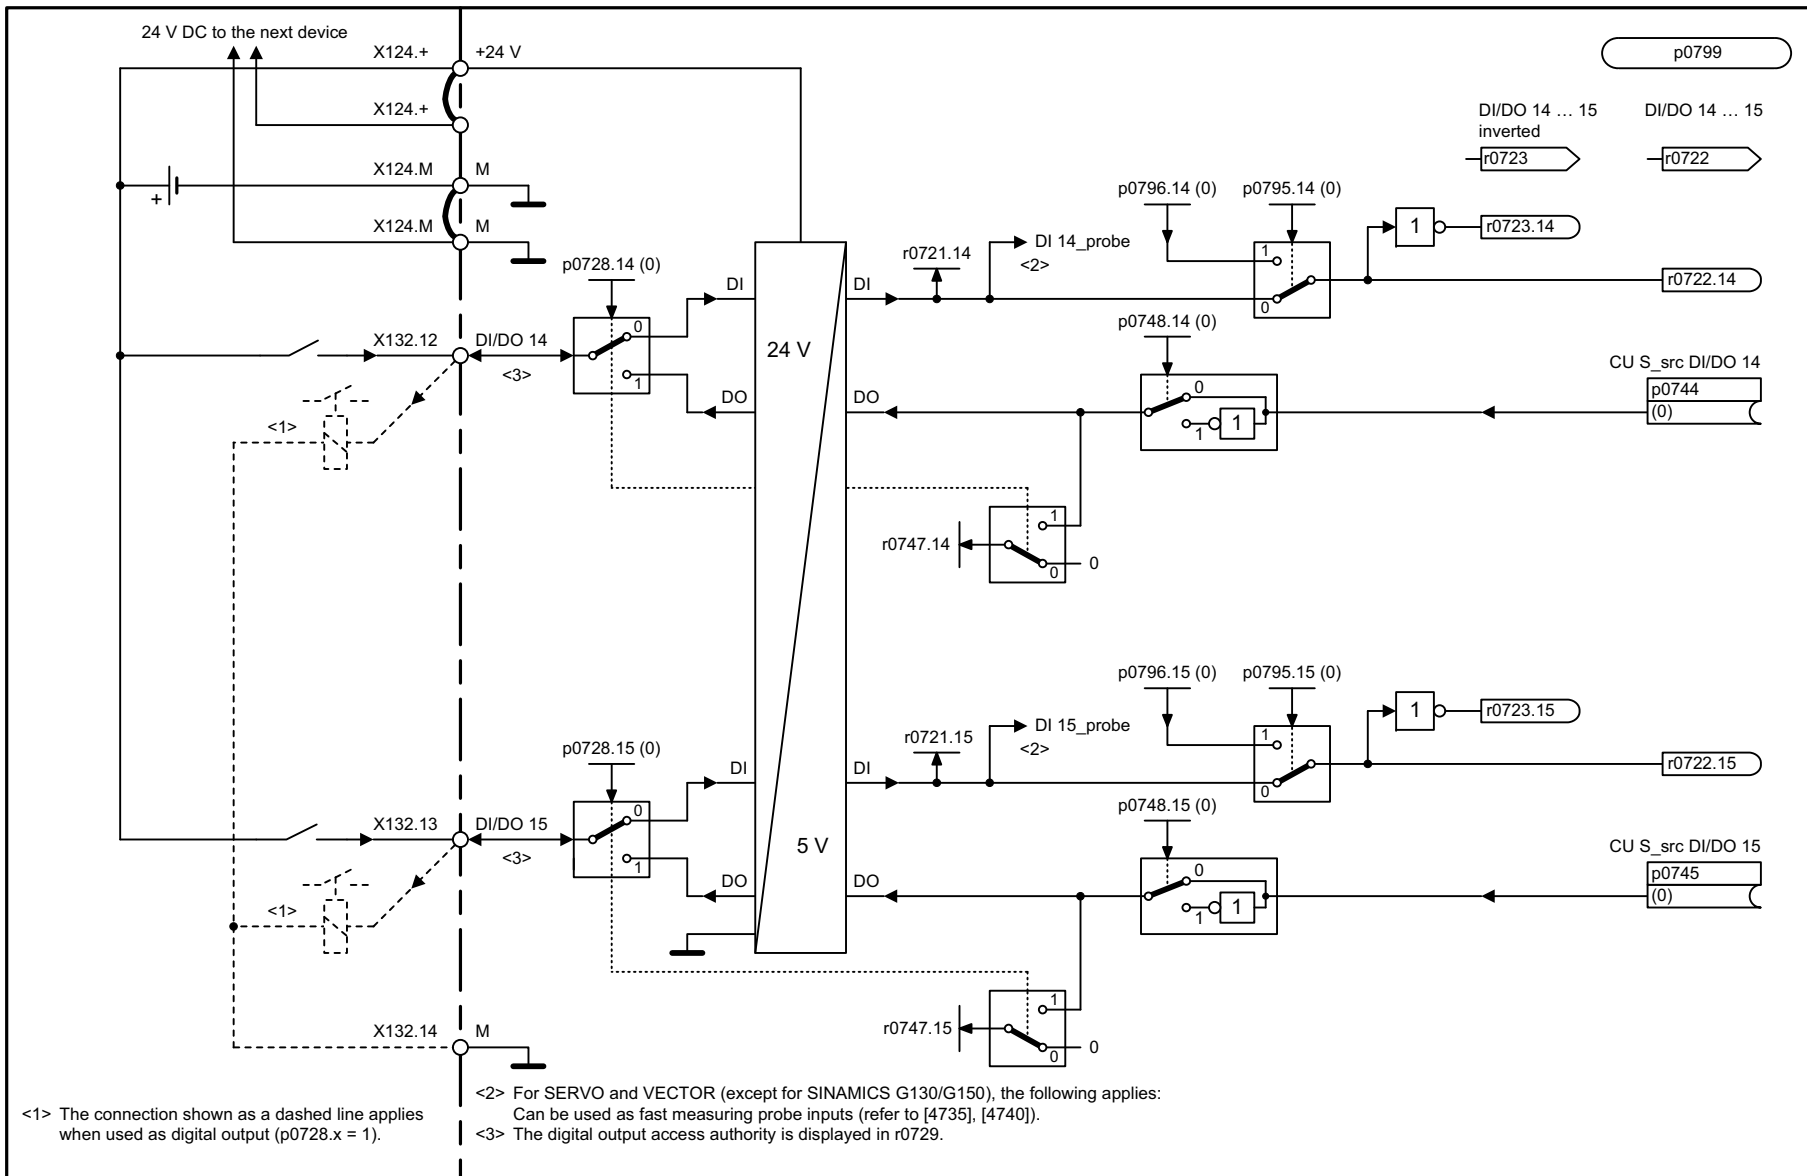 24 V DC to the next device
X124.+
+24 V
p0799
X124.+
DI/DO 14 … 15
inverted
DI/DO 14 … 15
r0723
r0722
X124.M
M
+
p0796.14 (0)
p0795.14 (0)
X124.M
M
1
r0723.14
r0721.14
DI 14_probe
<2>
1
p0728.14 (0)
DI
DI
r0722.14
0
p0748.14 (0)
X132.12
DI/DO 14
<3>
0
1
24 V
CU S_src DI/DO 14
p0744
(0)
DO
DO
0
1
1
<1>
1
r0747.14
0
0
p0796.15 (0)
p0795.15 (0)
1
r0723.15
DI 15_probe
<2>
r0721.15
1
p0728.15 (0)
DI
DI
r0722.15
0
p0748.15 (0)
X132.13
DI/DO 15
<3>
0
1
5 V
CU S_src DI/DO 15
p0745
(0)
DO
DO
0
1
1
<1>
1
r0747.15
0
0
X132.14
M
<1> The connection shown as a dashed line applies
when used as digital output (p0728.x = 1).
<2> For SERVO and VECTOR (except for SINAMICS G130/G150), the following applies:
Can be used as fast measuring probe inputs (refer to [4735], [4740]).
<3> The digital output access authority is displayed in r0729.